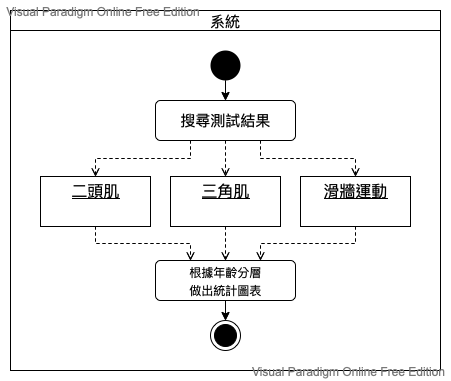 Visual Paradigm Online Free Edition
系統
搜尋測試結果
二頭肌
三角肌
滑牆運動
根據年齡分層
做出統計圖表
Visual Paradigm Online Free Edition